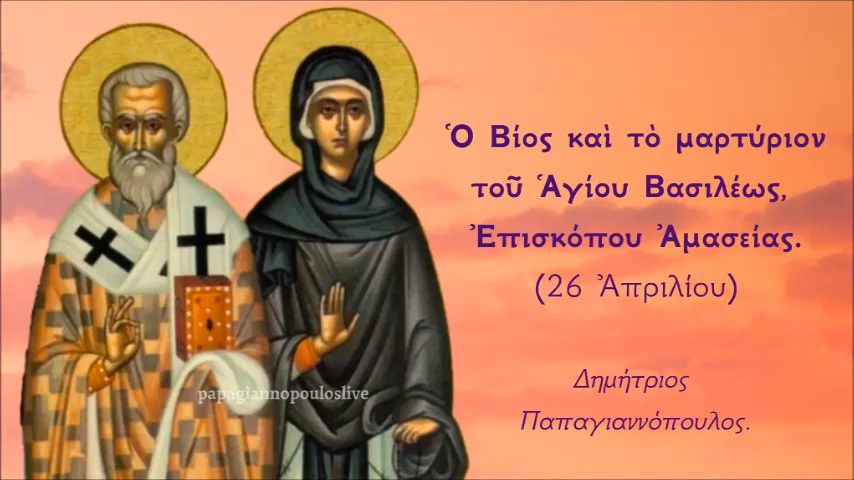 Ὁ Βίος καὶ τὸ μαρτύριον
τοῦ Ἁγίου Βασιλέως,
Ἐπισκόπου Ἀμασείας.
(26 Ἀπριλίου)
Δημήτριος
Παπαγιαννόπουλος.
papagiannopouloslive